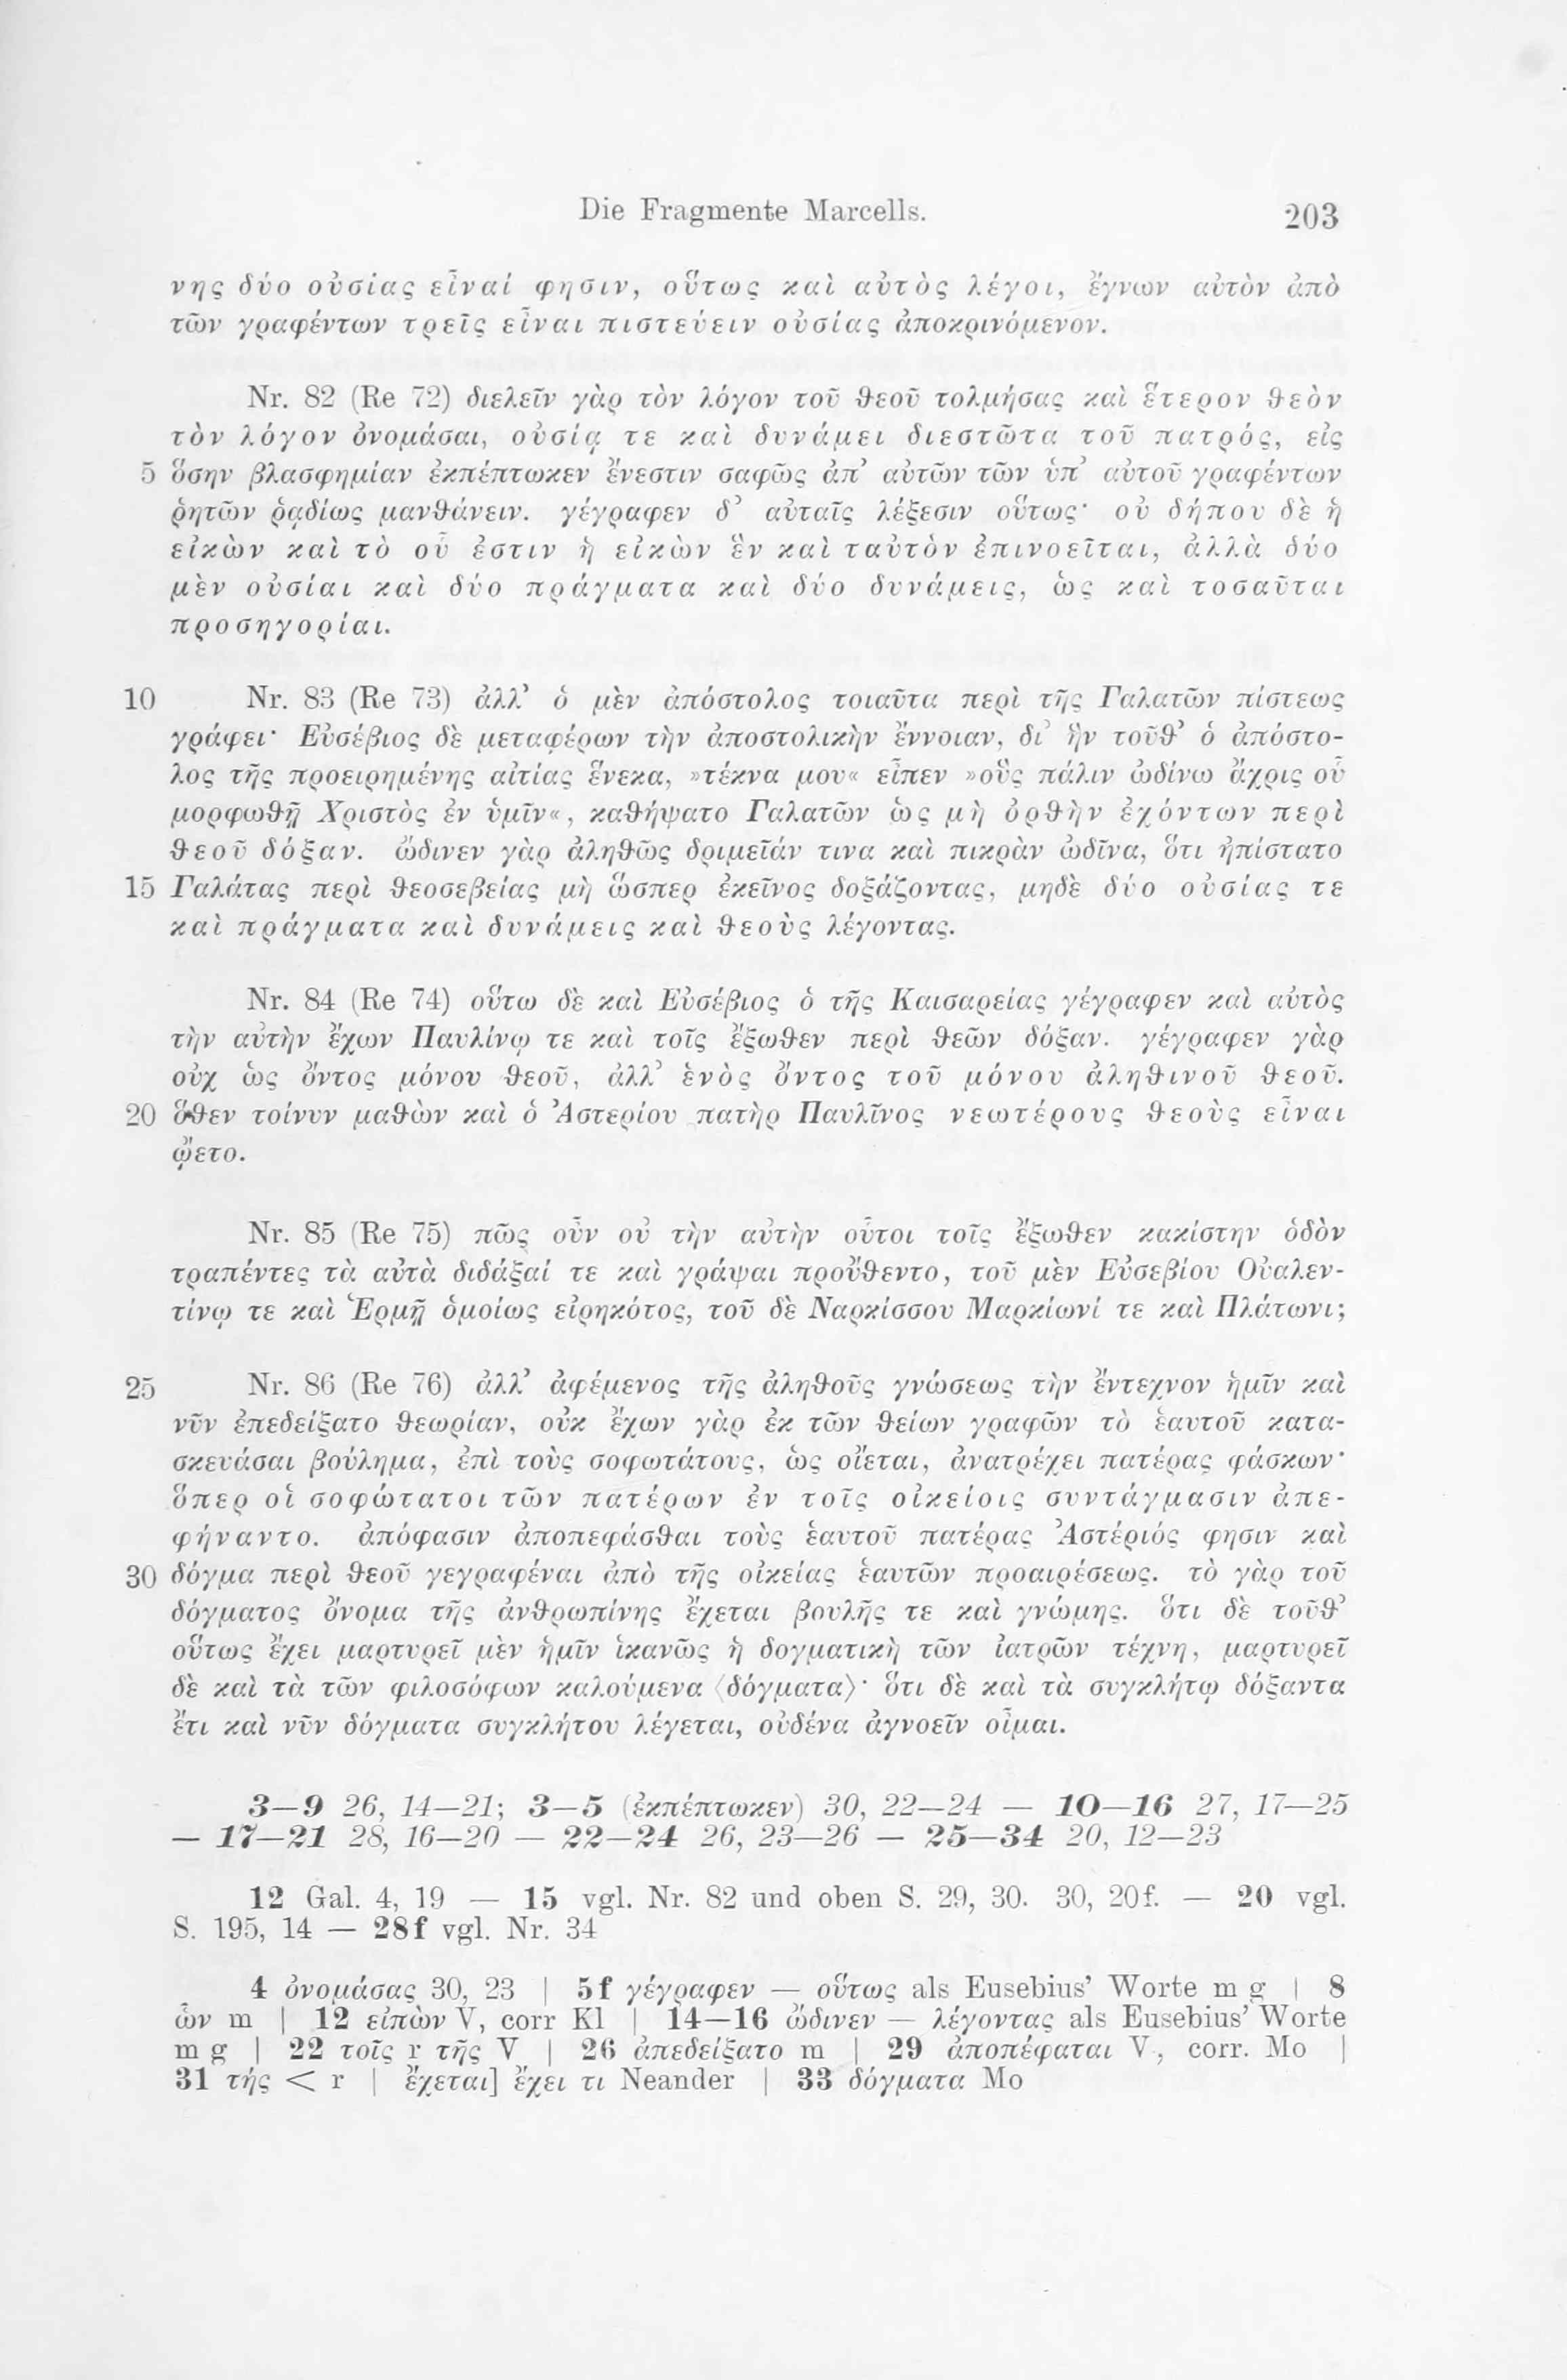 Die Fragmente Marcells. 203
νης δύο οὐσίας εἶναί φησιν, οὕτως καὶ αὐτὸς λέγοι, ἔγνων αὐτὸν ἀπὸ
τῶν γραφέντων τρεῖς εἶναι πιστεύειν οὐσίας ἀποκρινόμενον.
Nr. 82 (Re 72) διελεῖν γὰρ τὸν λόγον τοῦ θεοῦ τολμήσας καὶ ἕτερον θεὸν
τὸν λόγον ὀνομάσαι, οὐσίᾳ τε καὶ δυνάμει διεστῶτα τοῦ πατρός, εἰς
5 ὅσην βλασφημίαν ἐκπέπτωκεν ἔνεστιν σαφῶς ἀπ’ αὐτῶν τῶν ὑπ’ αὐτοῦ γραφέντων
ῥητῶν ῥᾳδίως μανθάνειν. γέγραφεν δ’ αὐταῖς λέξεσιν οὕτως· οὐ δήπου δὲ ἡ
εἰκὼν καὶ τὸ οὗ ἐστιν ἡ εἰκὼν ἓν καὶ ταὐτὸν ἐπινοεῖται, ἀλλὰ δύο
μὲν οὐσίαι καὶ δύο πράγματα καὶ δύο δυνάμεις, ὡς καὶ τοσαῦται
προσηγορίαι.
10 Nr. 83 (Re 73) ἀλλ’ ὁ μὲν ἀπόστολος τοιαῦτα περὶ τῆς Γαλατῶν πίστεως
γράφει· Εὐσέβιος δὲ μεταφέρων τὴν ἀποστολικὴν ἔννοιαν, δι’ ἣν τοῦθ’ ὁ ἀπόστο-
λος τῆς προειρημένης αἰτίας ἕνεκα, »τέκνα μου« εἶπεν »οὓς πάλιν ὠδίνω ἄχρις οὗ
μορφωθῇ Χριστὸς ἐν ὑμῖν«, καθήψατο Γαλατῶν ὡς μὴ ὀρθὴν ἐχόντων περὶ
θεοῦ δόξαν. ὤδινεν γὰρ ἀληθῶς δριμεῖάν τινα καὶ πικρὰν ὠδῖνα, ὅτι ἠπίστατο
15 Γαλάτας περὶ θεοσεβείας μὴ ὥσπερ ἐκεῖνος δοξάζοντας, μηδὲ δύο οὐσίας τε
καὶ πράγματα καὶ δυνάμεις καὶ θεοὺς λέγοντας.
Nr. 84 (Re 74) οὕτω δὲ καὶ Εὐσέβιος ὁ τῆς Καισαρείας γέγραφεν καὶ αὐτὸς
τὴν αὐτὴν ἔχων Παυλίνῳ τε καὶ τοῖς ἔξωθεν περὶ θεῶν δόξαν. γέγραφεν γὰρ
οὐχ ὡς ὄντος μόνου θεοῦ, ἀλλ’ ἑνὸς ὄντος τοῦ μόνου ἀληθινοῦ θεοῦ.
20 ὅθεν τοίνυν μαθὼν καὶ ὁ Ἀστερίου πατὴρ Παυλῖνος νεωτέρους θεοὺς εἶναι
ᾤετο.
Nr. 85 (Re 75) πῶς οὖν οὐ τὴν αὐτὴν οὗτοι τοῖς ἔξωθεν κακίστην ὁδὸν
τραπέντες τὰ αὐτὰ διδάξαί τε καὶ γράψαι προὔθεντο, τοῦ μὲν Εὐσεβίου Οὐαλεν-
τίνῳ τε καὶ Ἑρμῇ ὁμοίως εἰρηκότος, τοῦ δὲ Ναρκίσσου Μαρκίωνί τε καὶ Πλάτωνι;
25 Nr. 86 (Re 76) ἀλλ’ ἀφέμενος τῆς ἀληθοῦς γνώσεως τὴν ἔντεχνον ἡμῖν καὶ
νῦν ἐπεδείξατο θεωρίαν, οὐκ ἔχων γὰρ ἐκ τῶν θείων γραφῶν τὸ ἑαυτοῦ κατα-
σκευάσαι βούλημα, ἐπὶ τοὺς σοφωτάτους, ὡς οἴεται, ἀνατρέχει πατέρας φάσκων·
ὅπερ οἱ σοφώτατοι τῶν πατέρων ἐν τοῖς οἰκείοις συντάγμασιν ἀπε-
φήναντο. ἀπόφασιν ἀποπεφάσθαι τοὺς ἑαυτοῦ πατέρας Ἀστέριός φησιν καὶ
30 δόγμα περὶ θεοῦ γεγραφέναι ἀπὸ τῆς οἰκείας ἑαυτῶν προαιρέσεως. τὸ γὰρ τοῦ
δόγματος ὄνομα τῆς ἀνθρωπίνης ἔχεται βουλῆς τε καὶ γνώμης. ὅτι δὲ τοῦθ’
οὕτως ἔχει μαρτυρεῖ μὲν ἡμῖν ἱκανῶς ἡ δογματικὴ τῶν ἰατρῶν τέχνη, μαρτυρεῖ
δὲ καὶ τὰ τῶν φιλοσόφων καλούμενα ⟨δόγματα⟩· ὅτι δὲ καὶ τὰ συγκλήτῳ δόξαντα
ἔτι καὶ νῦν δόγματα συγκλήτου λέγεται, οὐδένα ἀγνοεῖν οἶμαι.
3—9 26, 14—21; 3—5 (ἐκπέπτωκεν) 30, 22—24 — 10—16 27, 17—25
— 17—21 28, 16—20 — 22—24 26, 23—26 — 25—34 20, 12—23
12 Gal. 4, 19 — 15 vgl. Nr. 82 und oben S. 29, 30. 30, 20f. — 20 vgl.
S. 195, 14 — 28f vgl. Nr. 34
4 ὀνομάσας 30, 23 | 5f γέγραφεν — οὕτως als Eusebius’ Worte m g | 8
ὧν m | 12 εἰπὼν V, corr Kl | 14—16 ὤδινεν — λέγοντας als Eusebius’ Worte
m g | 22 τοῖς r τῆς V | 26 ἀπεδείξατο m | 29 ἀποπέφαται V, corr. Mo |
31 τῆς < r | ἔχεται] ἔχει τι Neander | 33 δόγματα Mo